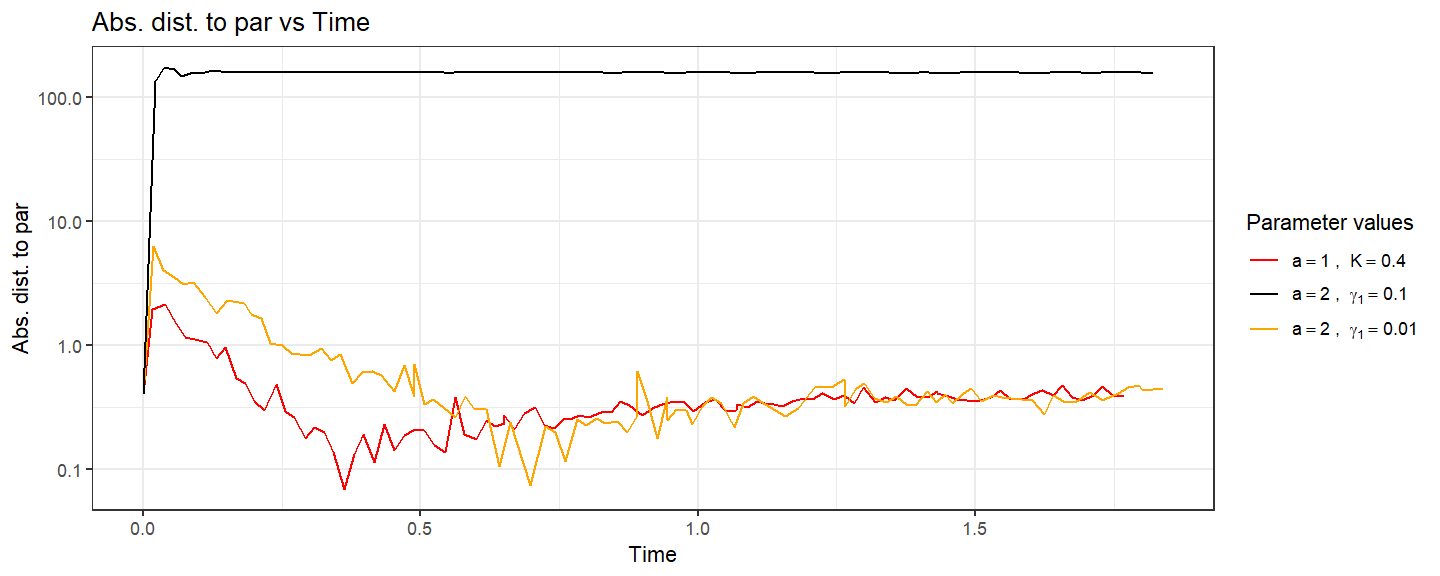 Abs. dist. to par vs Time
Abs. dist. to par
100.0
10.0
1.0
0.1
0.0
0.5
1.0
1.5
Time
Parameter values
a = 1 , K = 0.4
a = 2 , γ₁ = 0.1
a = 2 , γ₁ = 0.01